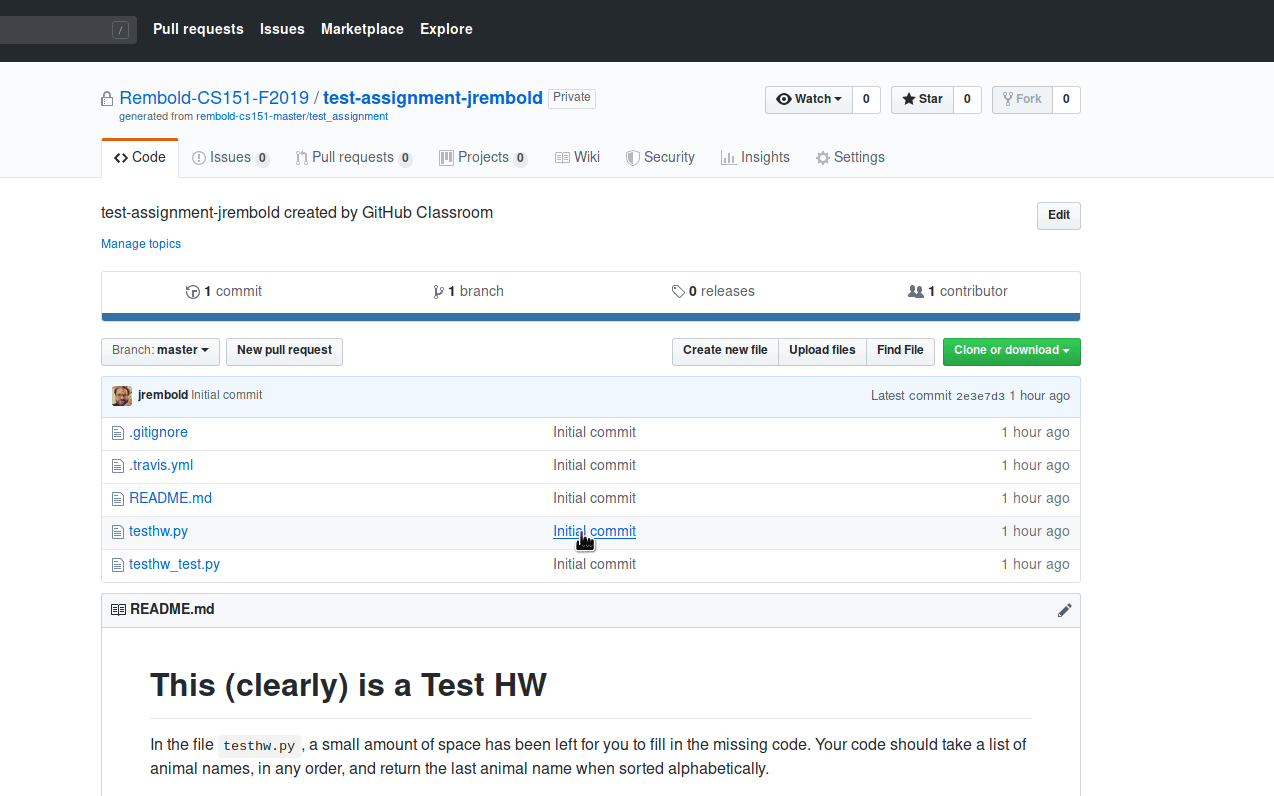 / Pull requests Issues Marketplace Explore
Rembold-CS151-F2019 / test-assignment-jrembold Private Watch 0 Star 0 Fork 0
generated from rembold-cs151-master/test_assignment
Code Issues 0 Pull requests 0 Projects 0 Wiki Security Insights Settings
test-assignment-jrembold created by GitHub Classroom Edit
Manage topics
1 commit 1 branch 0 releases 1 contributor
Branch: master New pull request Create new file Upload files Find File Clone or download
jrembold Initial commit Latest commit 2e3e7d3 1 hour ago
.gitignore Initial commit 1 hour ago
.travis.yml Initial commit 1 hour ago
README.md Initial commit 1 hour ago
testhw.py Initial commit 1 hour ago
testhw_test.py Initial commit 1 hour ago
README.md
This (clearly) is a Test HW
In the file testhw.py , a small amount of space has been left for you to fill in the missing code. Your code should take a list of
animal names, in any order, and return the last animal name when sorted alphabetically.